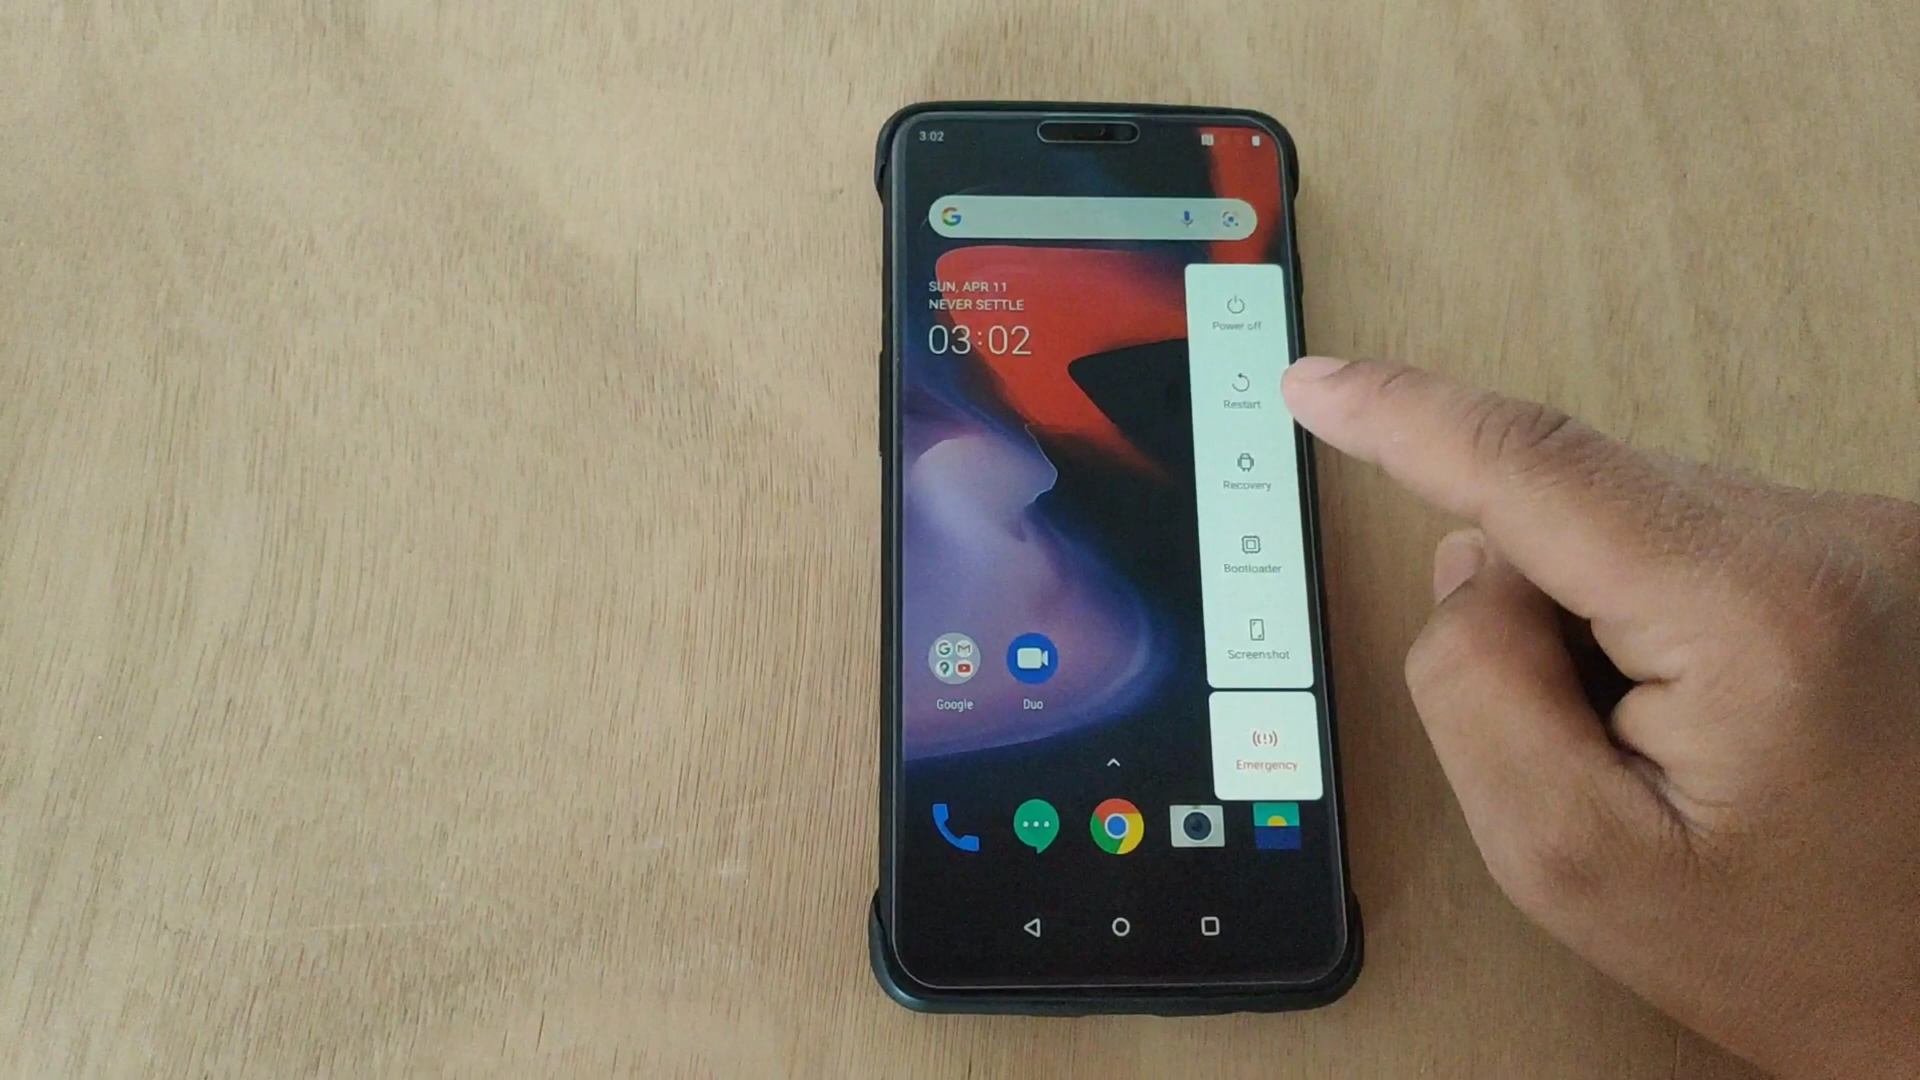 3:02
SUN, APR 11
NEVER SETTLE
03:02
Power off
Restart
Recovery
Bootloader
Screenshot
Emergency
Google
Duo